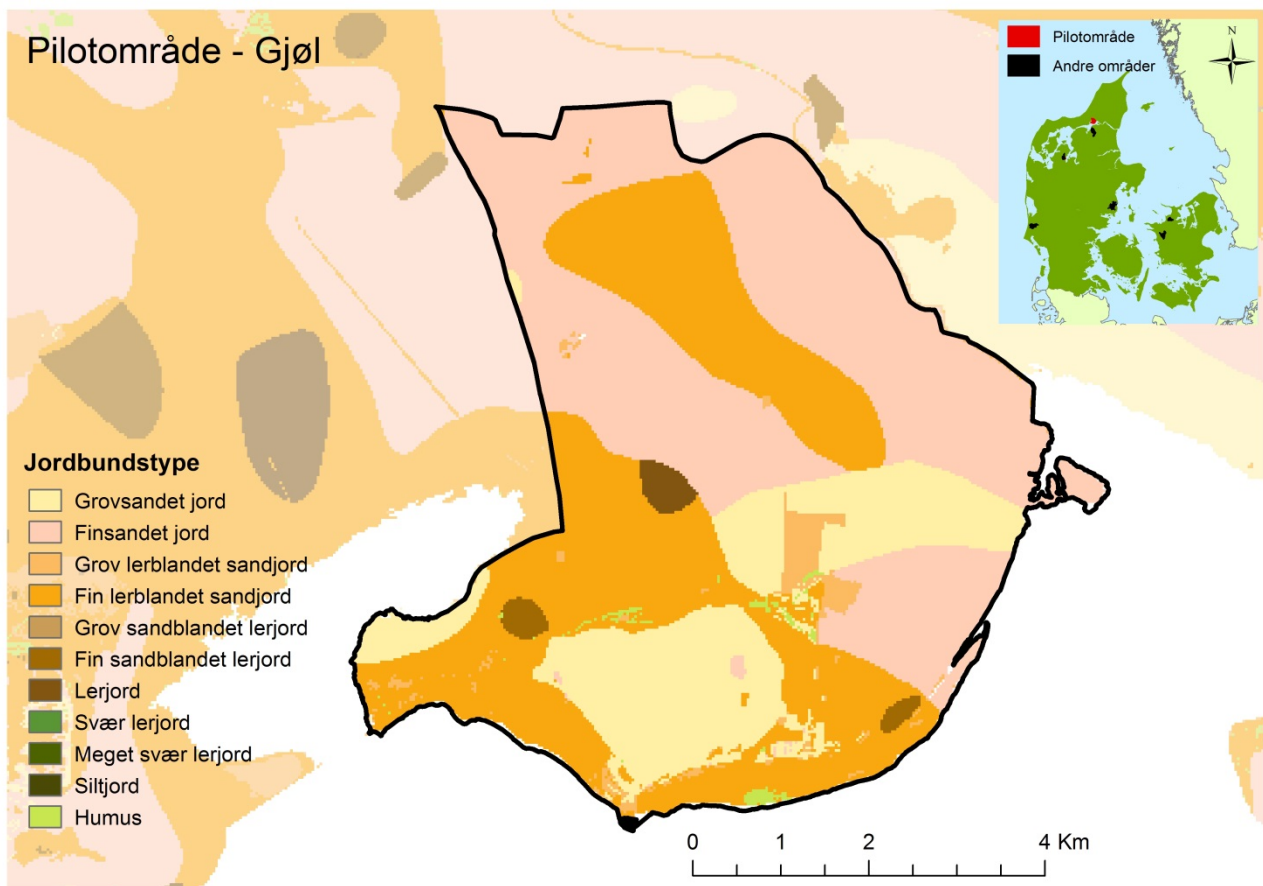 Pilotområde - Gjøl
Pilotområde
Andre områder
N
Jordbundstype
Grovsandet jord
Finsandet jord
Grov lerblandet sandjord
Fin lerblandet sandjord
Grov sandblandet lerjord
Fin sandblandet lerjord
Lerjord
Svær lerjord
Meget svær lerjord
Siltjord
Humus
0 1 2 4 Km